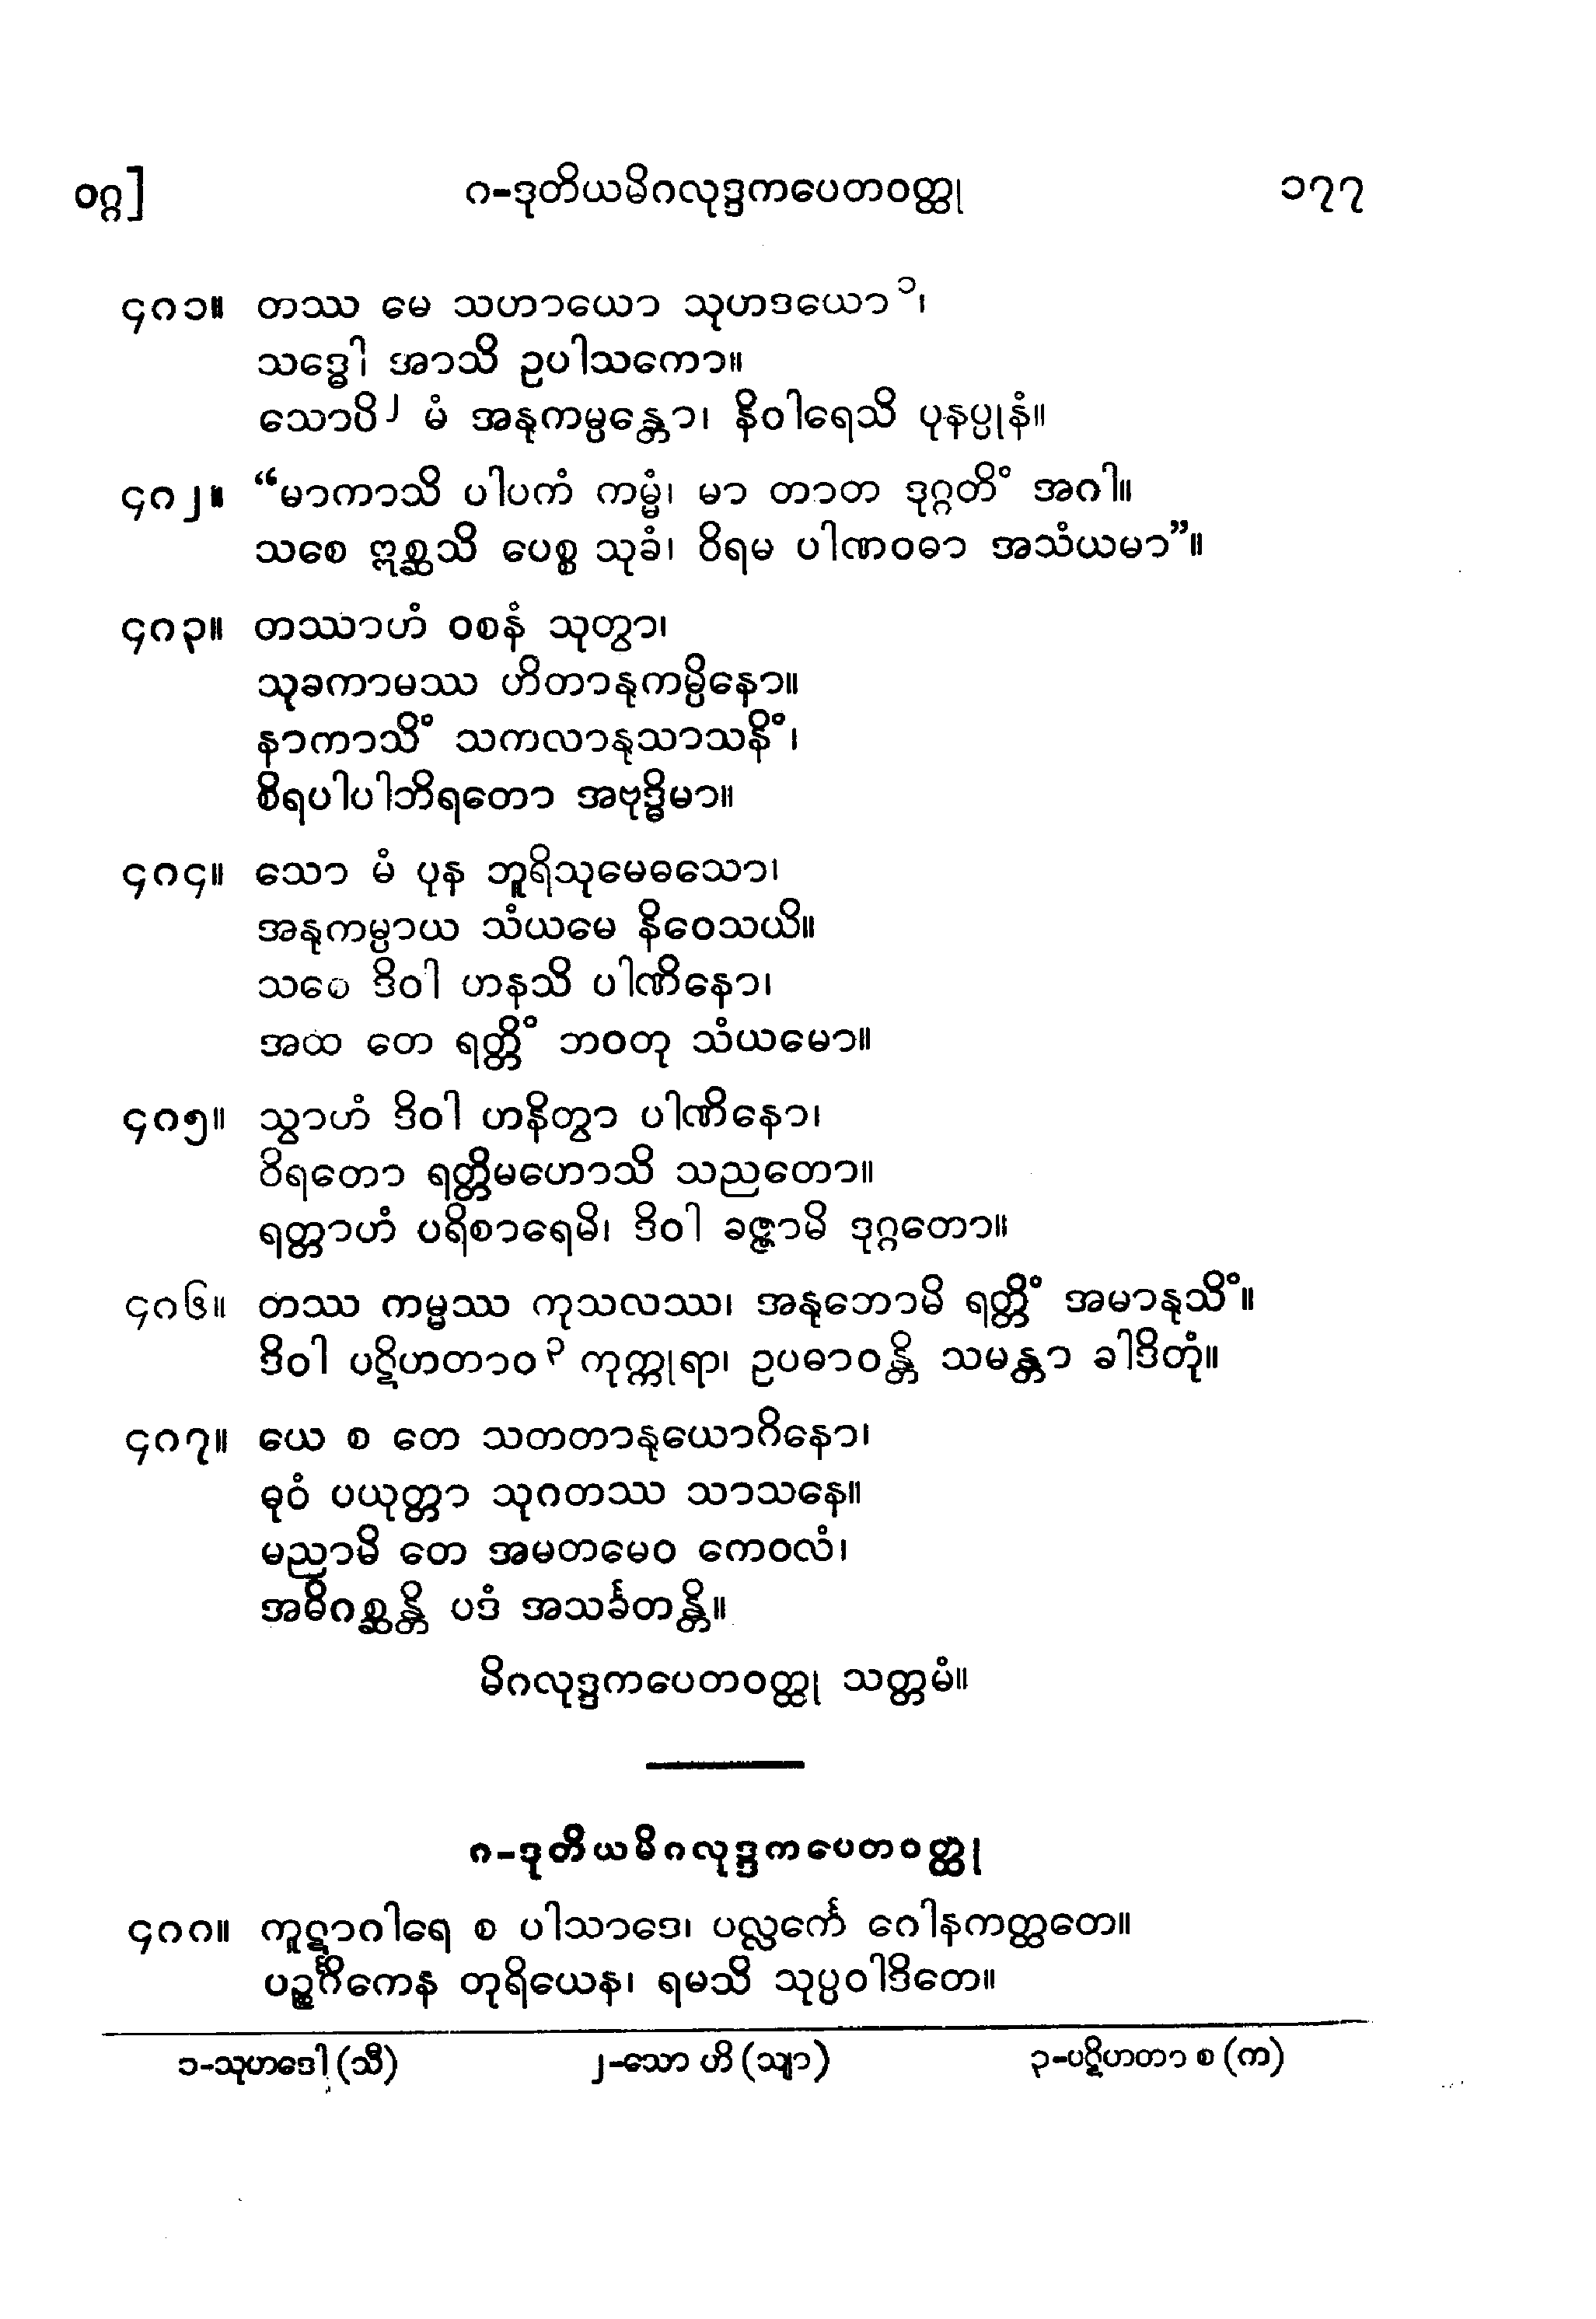 ဝဂ္ဂ]
၈-ဒုတိယမိဂလုဒ္ဒကပေတဝတ္ထု
၁၇၇
၄၈၁။ တဿ မေ သဟာယော သုဟဒယော၁၊
သဒ္ဓေါ အာသိ ဥပါသကော။
သောပိ၂ မံ အနုကမ္ပန္တော၊ နိဝါရေသိ ပုနပ္ပုနံ။
၄၈၂။ “မာကာသိ ပါပကံ ကမ္မံ၊ မာ တာတ ဒုဂ္ဂတိံ အဂါ။
သစေ ဣစ္ဆသိ ပေစ္စ သုခံ၊ ဝိရမ ပါဏဝဓာ အသံယမာ”။
၄၈၃။ တဿာဟံ ဝစနံ သုတွာ၊
သုခကာမဿ ဟိတာနုကမ္ပိနော။
နာကာသိံ သကလာနုသာသနိံ၊
စိရပါပါဘိရတော အဗုဒ္ဓိမာ။
၄၈၄။ သော မံ ပုန ဘူရိသုမေဓသော၊
အနုကမ္ပာယ သံယမေ နိဝေသယိ။
သစေ ဒိဝါ ဟနသိ ပါဏိနော၊
အထ တေ ရတ္တိံ ဘဝတု သံယမော။
၄၈၅။ သွာဟံ ဒိဝါ ဟနိတွာ ပါဏိနော၊
ဝိရတော ရတ္တိမဟောသိ သညတော။
ရတ္တာဟံ ပရိစာရေမိ၊ ဒိဝါ ခဇ္ဇာမိ ဒုဂ္ဂတော။
၄၈၆။ တဿ ကမ္မဿ ကုသလဿ၊ အနုဘောမိ ရတ္တိံ အမာနုသိံ။
ဒိဝါ ပဋိဟတာဝ၃ ကုက္ကုရာ၊ ဥပဓာဝန္တိ သမန္တာ ခါဒိတုံ။
၄၈၇။ ယေ စ တေ သတတာနုယောဂိနော၊
ဓုဝံ ပယုတ္တာ သုဂတဿ သာသနေ။
မညာမိ တေ အမတမေဝ ကေဝလံ၊
အဓိဂစ္ဆန္တိ ပဒံ အသင်္ခတန္တိ။
မိဂလုဒ္ဒကပေတဝတ္ထု သတ္တမံ။
၈-ဒုတိယမိဂလုဒ္ဒကပေတဝတ္ထု
၄၈၈။ ကူဋာဂါရေ စ ပါသာဒေ၊ ပလ္လင်္ကေ ဂေါနကတ္ထတေ။
ပဉ္စင်္ဂိကေန တုရိယေန၊ ရမသိ သုပ္ပဝါဒိတေ။
၁-သုဟဒေါ (သီ)
၂-သော ဟိ (သျာ)
၃-ပဋိဟတာ စ (က)